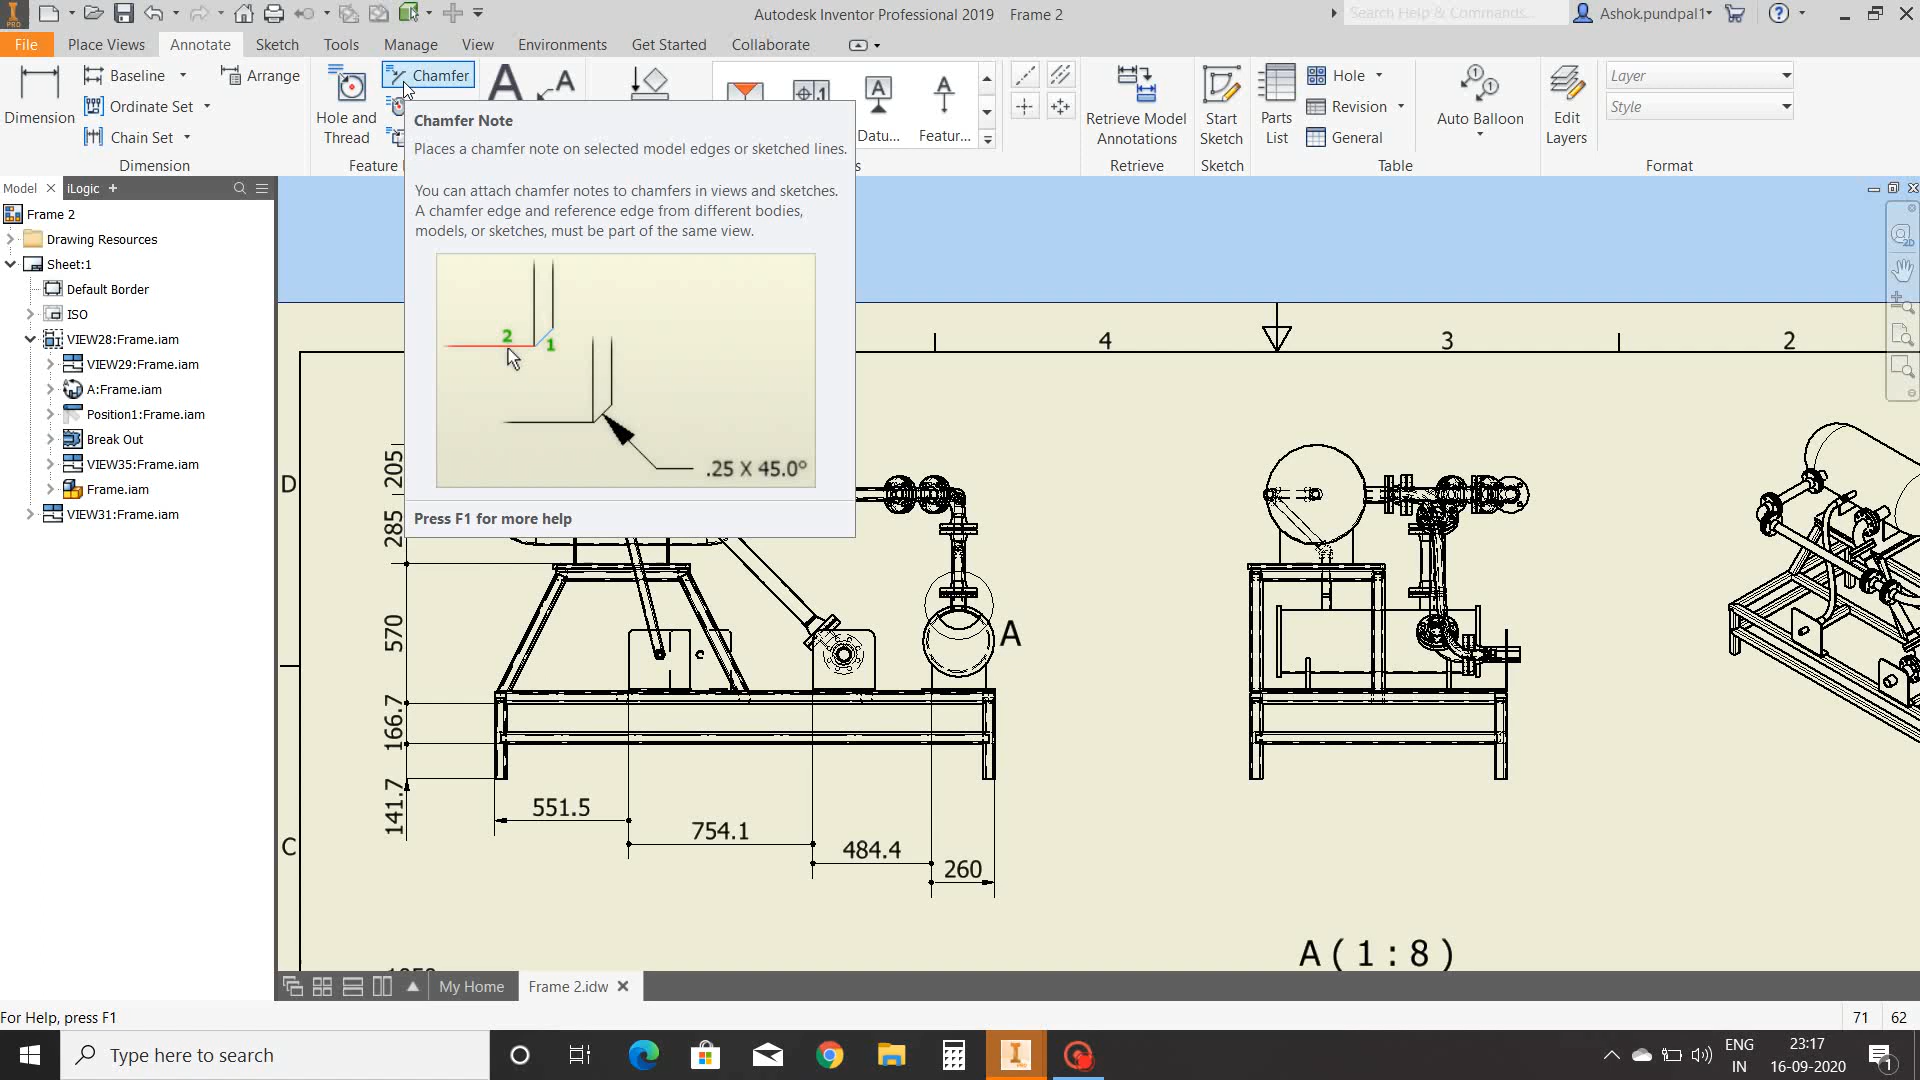 Autodesk Inventor Professional 2019 Frame 2
Search Help & Commands...
Ashok.pundpal1
File Place Views Annotate Sketch Tools Manage View Environments Get Started Collaborate
Dimension
Baseline
Ordinate Set
Chain Set
Arrange
Dimension
Hole and Thread
Chamfer
Feature
Datu...
Featur...
Retrieve Model Annotations
Retrieve
Start Sketch
Sketch
Parts List
Hole
Revision
General
Table
Auto Balloon
Edit Layers
Layer
Style
Format
Model
iLogic
Frame 2
Drawing Resources
Sheet:1
Default Border
ISO
VIEW28:Frame.iam
VIEW29:Frame.iam
A:Frame.iam
Position1:Frame.iam
Break Out
VIEW35:Frame.iam
Frame.iam
VIEW31:Frame.iam
Chamfer Note
Places a chamfer note on selected model edges or sketched lines.
You can attach chamfer notes to chamfers in views and sketches.
A chamfer edge and reference edge from different bodies,
models, or sketches, must be part of the same view.
2
1
.25 X 45.0°
Press F1 for more help
4 3 2
D
C
205
285
570
166.7
141.7
551.5
754.1
484.4
260
A
A ( 1 : 8 )
My Home
Frame 2.idw
For Help, press F1
71 62
Type here to search
ENG
IN
23:17
16-09-2020
1